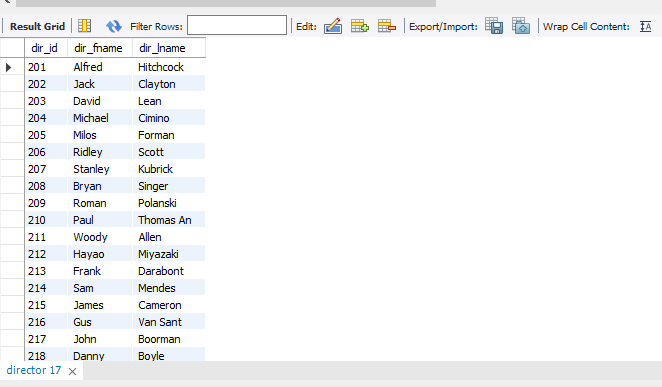 Result Grid Filter Rows: Edit: Export/Import: Wrap Cell Content:
dir_id dir_fname dir_lname
201 Alfred Hitchcock
202 Jack Clayton
203 David Lean
204 Michael Cimino
205 Milos Forman
206 Ridley Scott
207 Stanley Kubrick
208 Bryan Singer
209 Roman Polanski
210 Paul Thomas An
211 Woody Allen
212 Hayao Miyazaki
213 Frank Darabont
214 Sam Mendes
215 James Cameron
216 Gus Van Sant
217 John Boorman
218 Danny Boyle
director 17